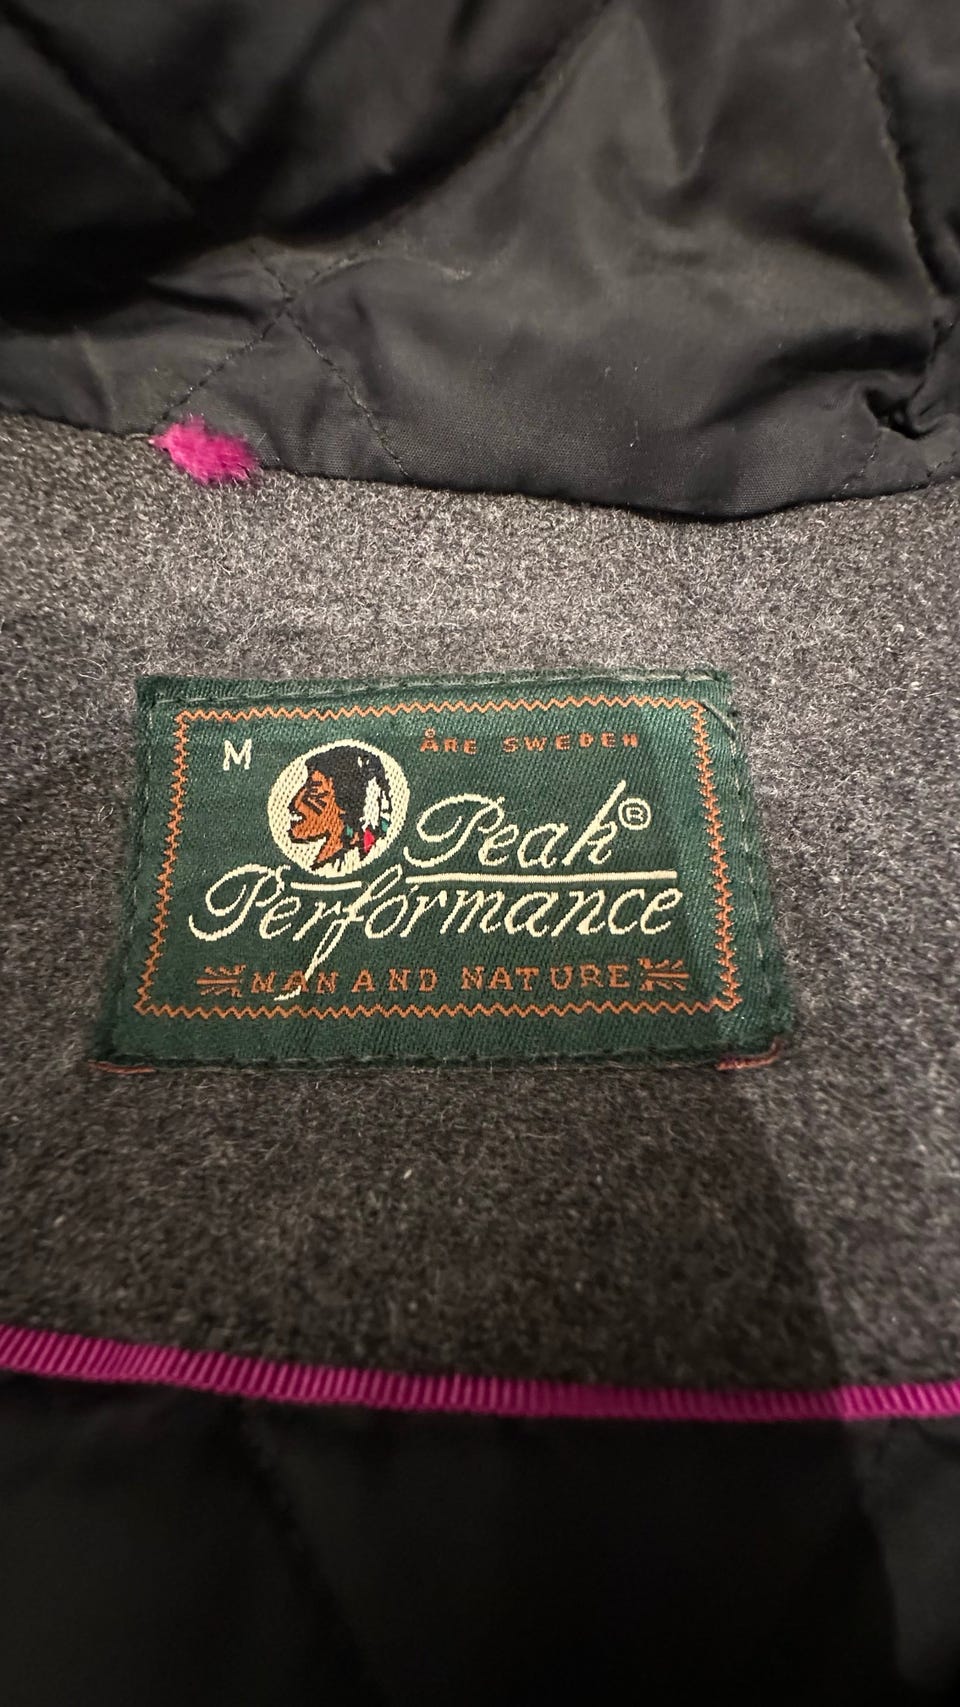 M
ÅRE SWEDEN
Peak®
Performance
MAN AND NATURE